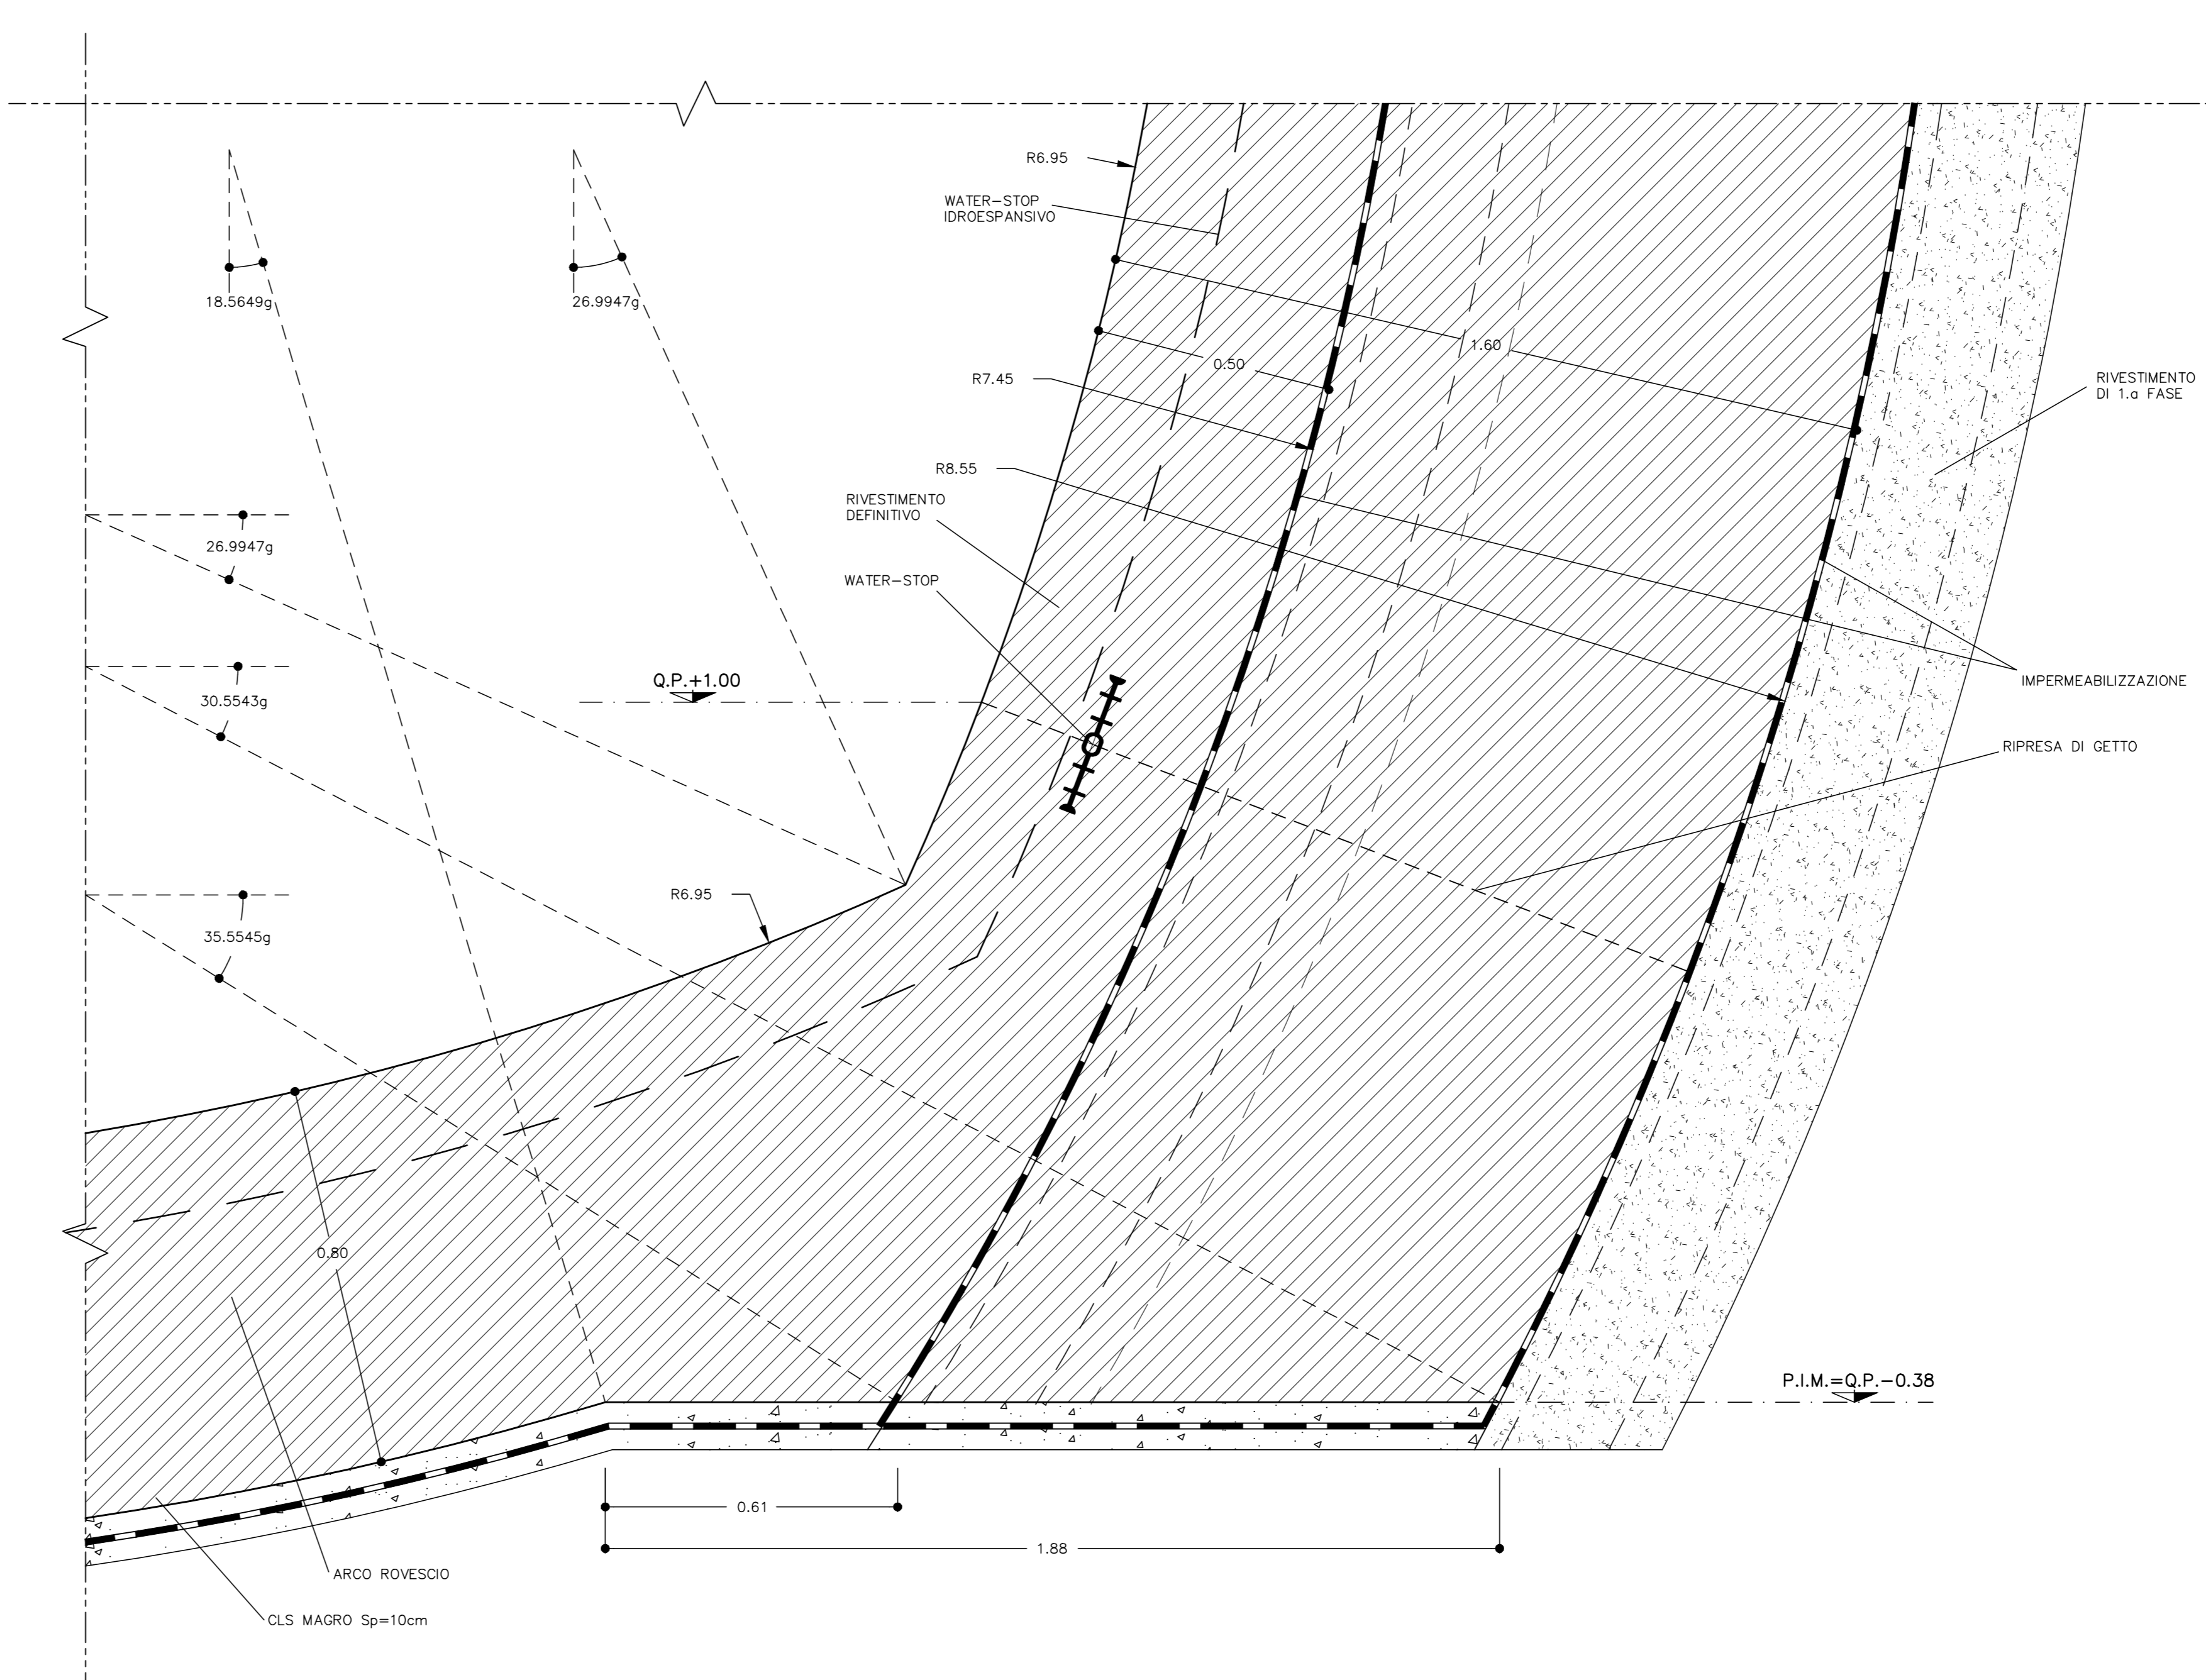 R6.95
WATER-STOP
IDROESPANSIVO
18.5649g
26.9947g
1.60
0.50
R7.45
RIVESTIMENTO
DI 1.a FASE
R8.55
RIVESTIMENTO
DEFINITIVO
26.9947g
WATER-STOP
Q.P.+1.00
IMPERMEABILIZZAZIONE
30.5543g
RIPRESA DI GETTO
R6.95
35.5545g
0.80
P.I.M.=Q.P.-0.38
0.61
1.88
ARCO ROVESCIO
CLS MAGRO Sp=10cm